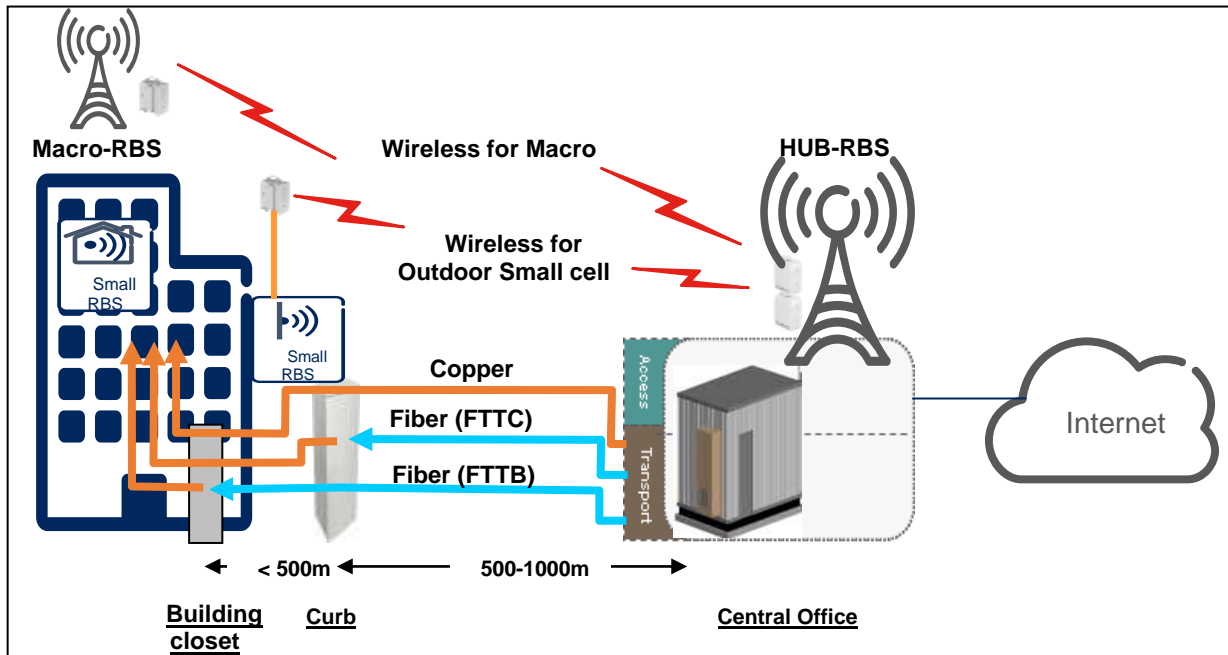 Macro-RBS
Wireless for Macro
HUB-RBS
Small
RBS
Wireless for
Outdoor Small cell
Small
RBS
Access
Transport
Copper
Fiber (FTTC)
Fiber (FTTB)
Internet
< 500m
500-1000m
Building
closet
Curb
Central Office